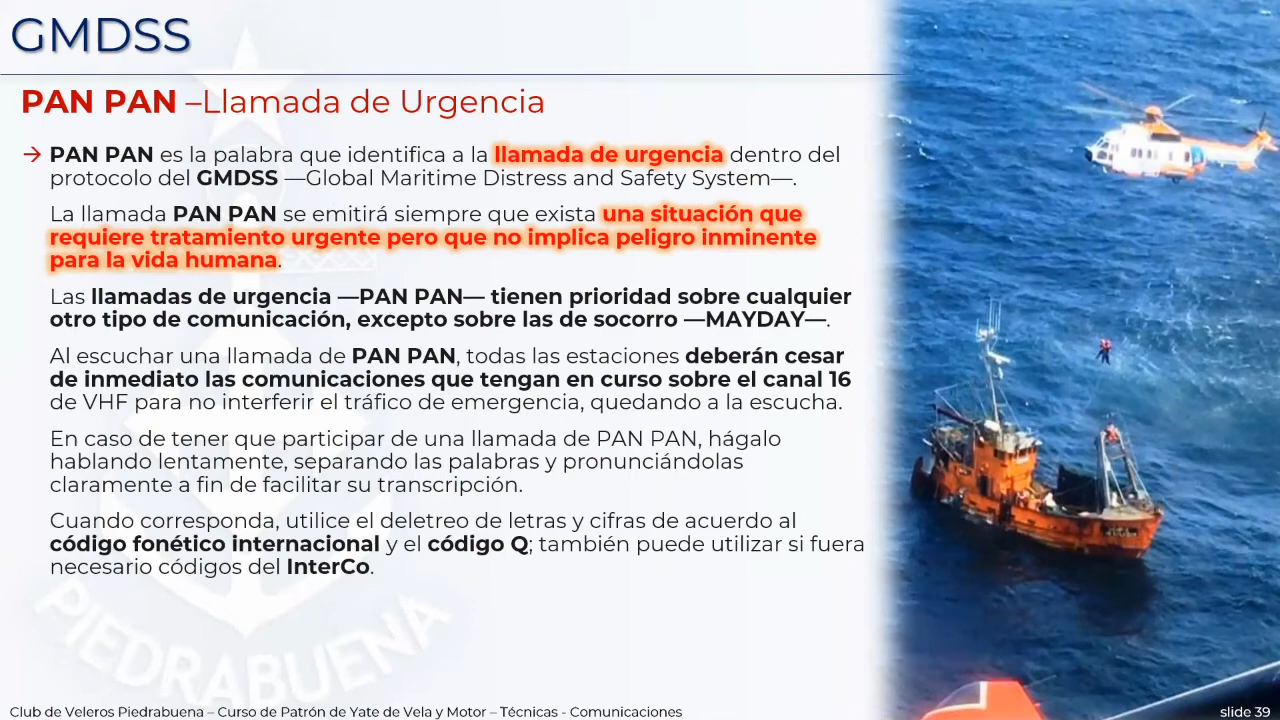 GMDSS
PAN PAN –Llamada de Urgencia
→ PAN PAN es la palabra que identifica a la llamada de urgencia dentro del
protocolo del GMDSS —Global Maritime Distress and Safety System—.
La llamada PAN PAN se emitirá siempre que exista una situación que
requiere tratamiento urgente pero que no implica peligro inminente
para la vida humana.
Las llamadas de urgencia —PAN PAN— tienen prioridad sobre cualquier
otro tipo de comunicación, excepto sobre las de socorro —MAYDAY—.
Al escuchar una llamada de PAN PAN, todas las estaciones deberán cesar
de inmediato las comunicaciones que tengan en curso sobre el canal 16
de VHF para no interferir el tráfico de emergencia, quedando a la escucha.
En caso de tener que participar de una llamada de PAN PAN, hágalo
hablando lentamente, separando las palabras y pronunciándolas
claramente a fin de facilitar su transcripción.
Cuando corresponda, utilice el deletreo de letras y cifras de acuerdo al
código fonético internacional y el código Q; también puede utilizar si fuera
necesario códigos del InterCo.
PIEDRABUENA
Club de Veleros Piedrabuena – Curso de Patrón de Yate de Vela y Motor – Técnicas - Comunicaciones
slide 39